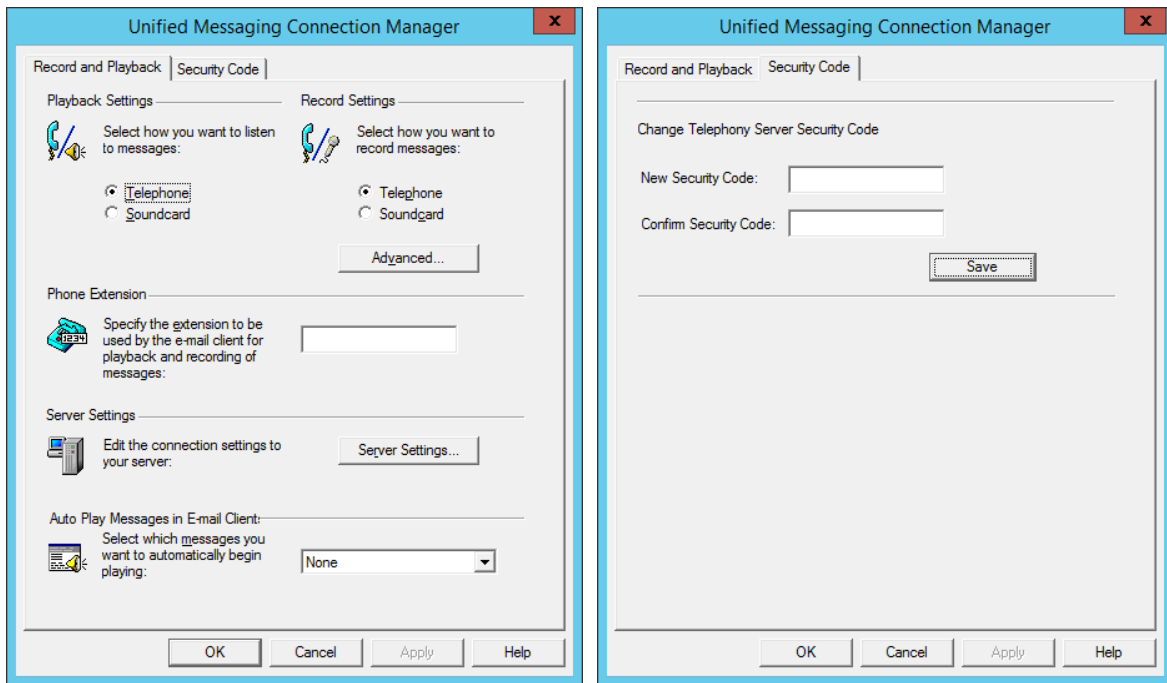 Unified Messaging Connection Manager
x
Record and Playback
Security Code
Playback Settings
Select how you want to listen
to messages:
Telephone
Soundcard
Record Settings
Select how you want to
record messages:
Telephone
Soundcard
Advanced...
Phone Extension
1234
Specify the extension to be
used by the e-mail client for
playback and recording of
messages:
Server Settings
Edit the connection settings to
your server:
Server Settings...
Auto Play Messages in E-mail Client:
Select which messages you
want to automatically begin
playing:
None
OK
Cancel
Apply
Help
Unified Messaging Connection Manager
x
Record and Playback
Security Code
Change Telephony Server Security Code
New Security Code:
Confirm Security Code:
Save
OK
Cancel
Apply
Help